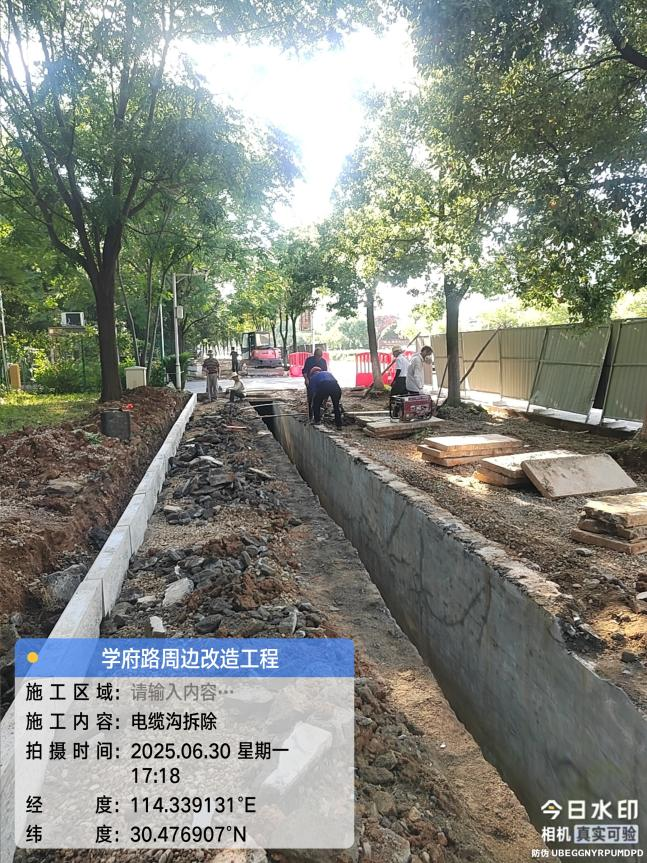 学府路周边改造工程
施工区域：请输入内容…
施工内容：电缆沟拆除
拍摄时间：2025.06.30 星期一
17:18
经度：114.339131°E
纬度：30.476907°N
今日水印
相机 真实可验
防伪 UBEGGNYRPUMDPD